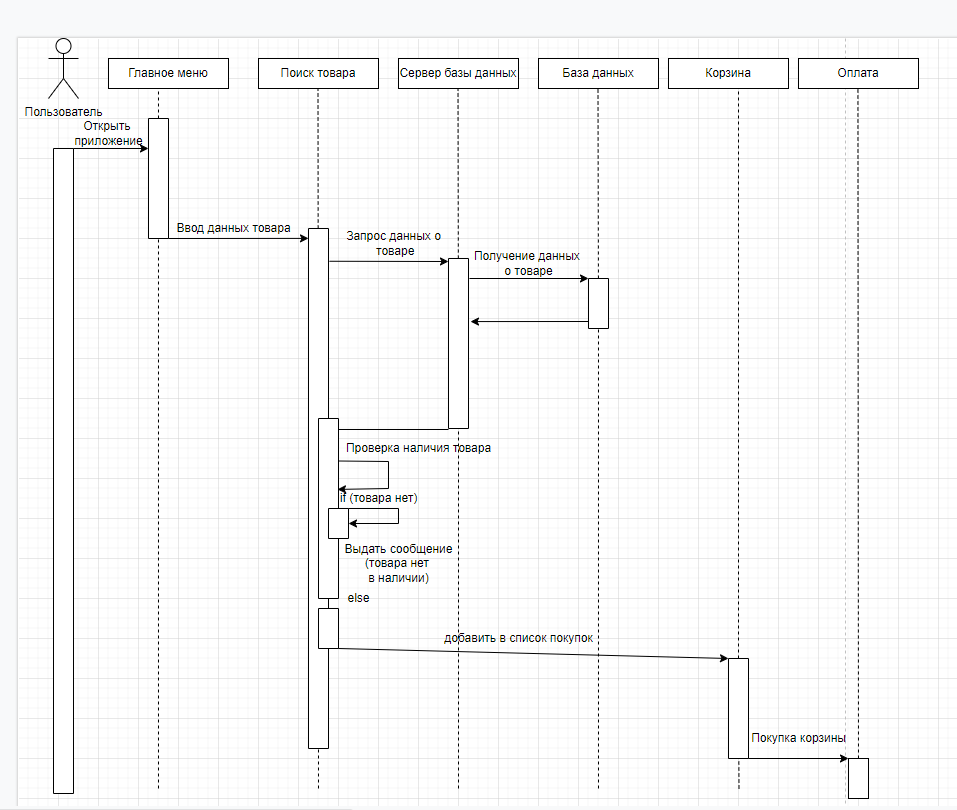 Главное меню
Поиск товара
Сервер базы данных
База данных
Корзина
Оплата
Пользователь
Открыть
приложение
Ввод данных товара
Запрос данных о
товаре
Получение данных
о товаре
Проверка наличия товара
if (товара нет)
Выдать сообщение
(товара нет
в наличии)
else
добавить в список покупок
Покупка корзины